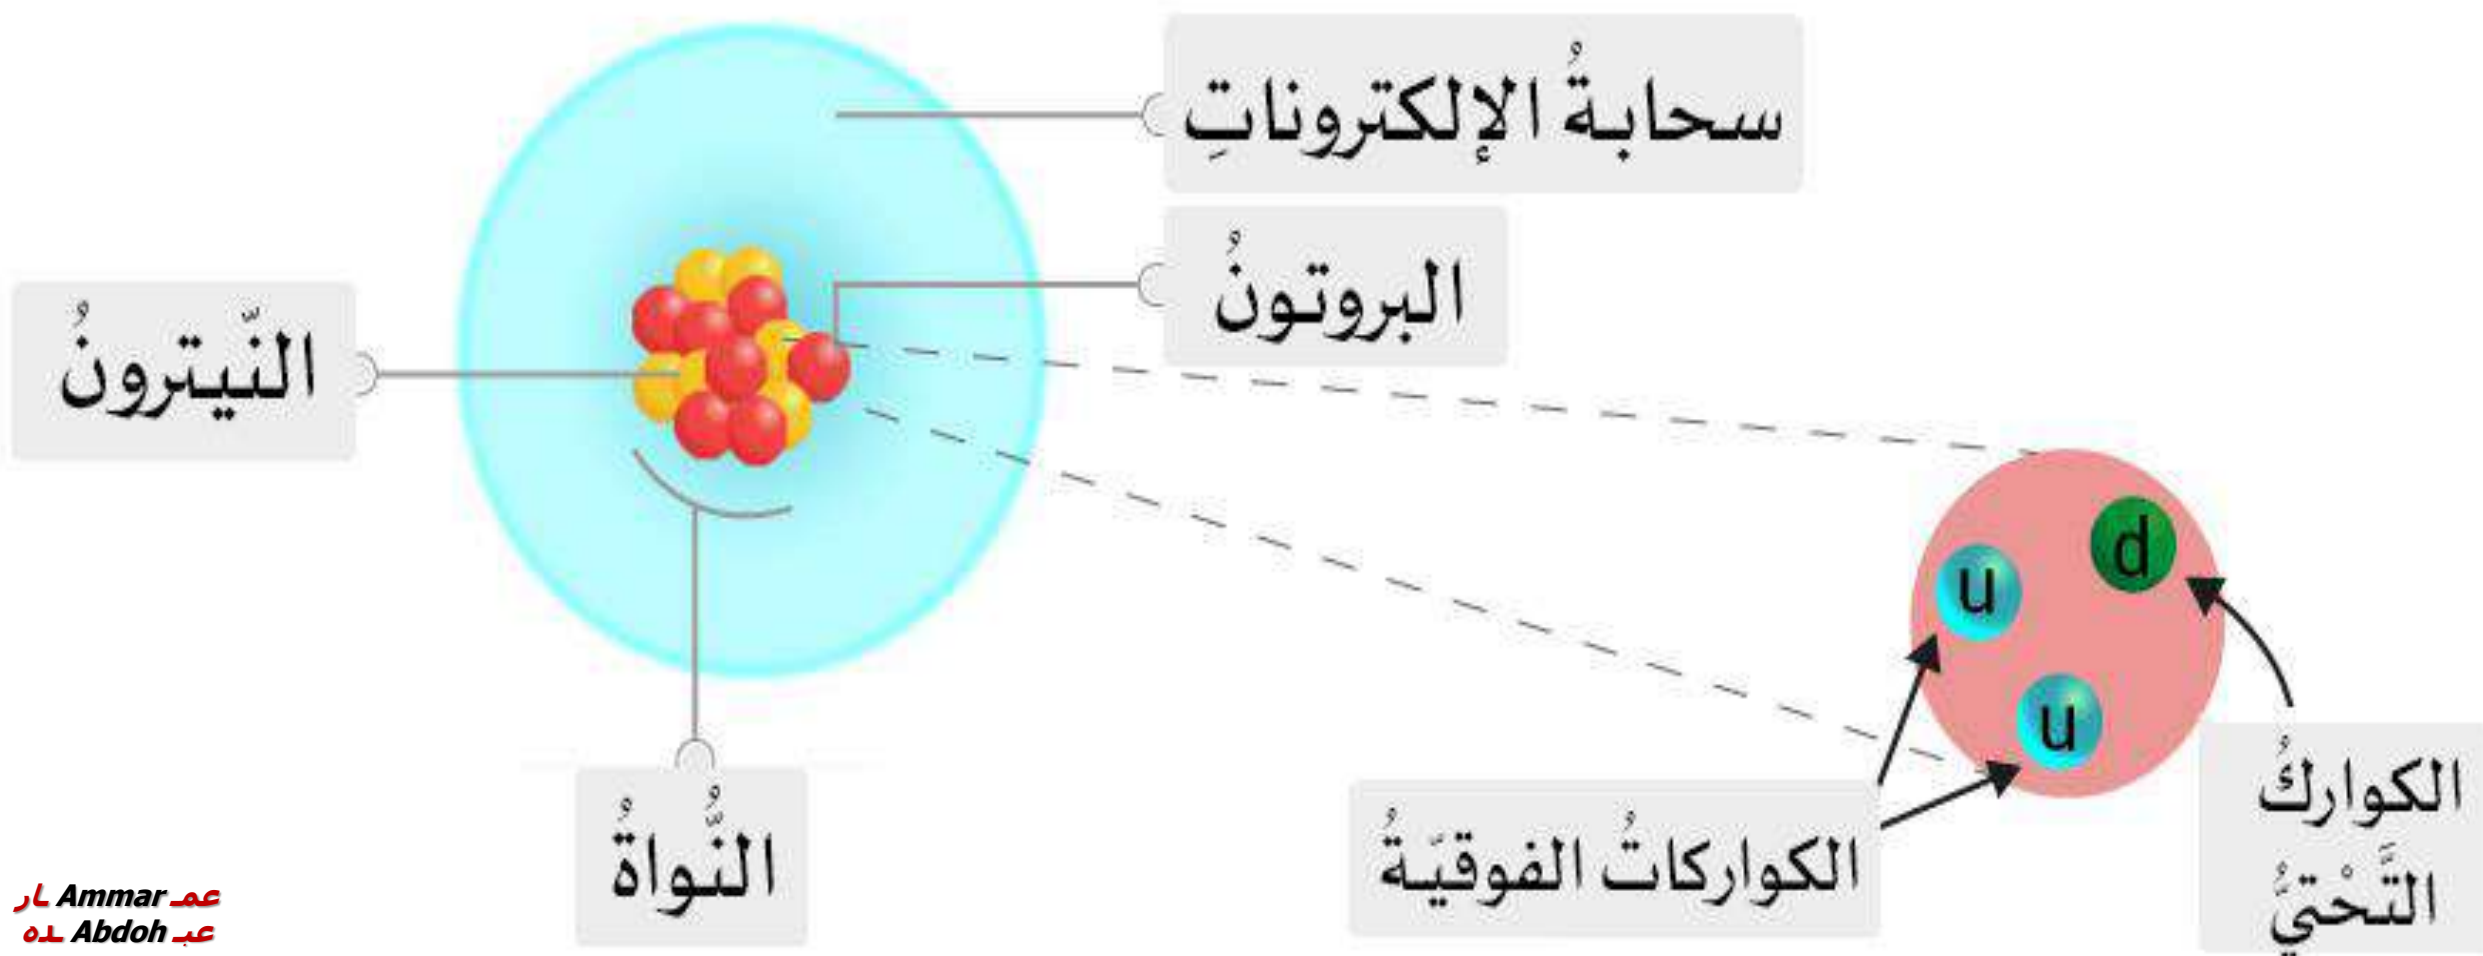 سحابةُ الإلكتروناتِ
البروتونُ
النّيترونُ
النُّواةُ
d
u
u
الكواركاتُ الفوقيّةُ
الكواركُ
التَّحْتيُّ
عمـ Ammar ـار
عبـ Abdoh ـده